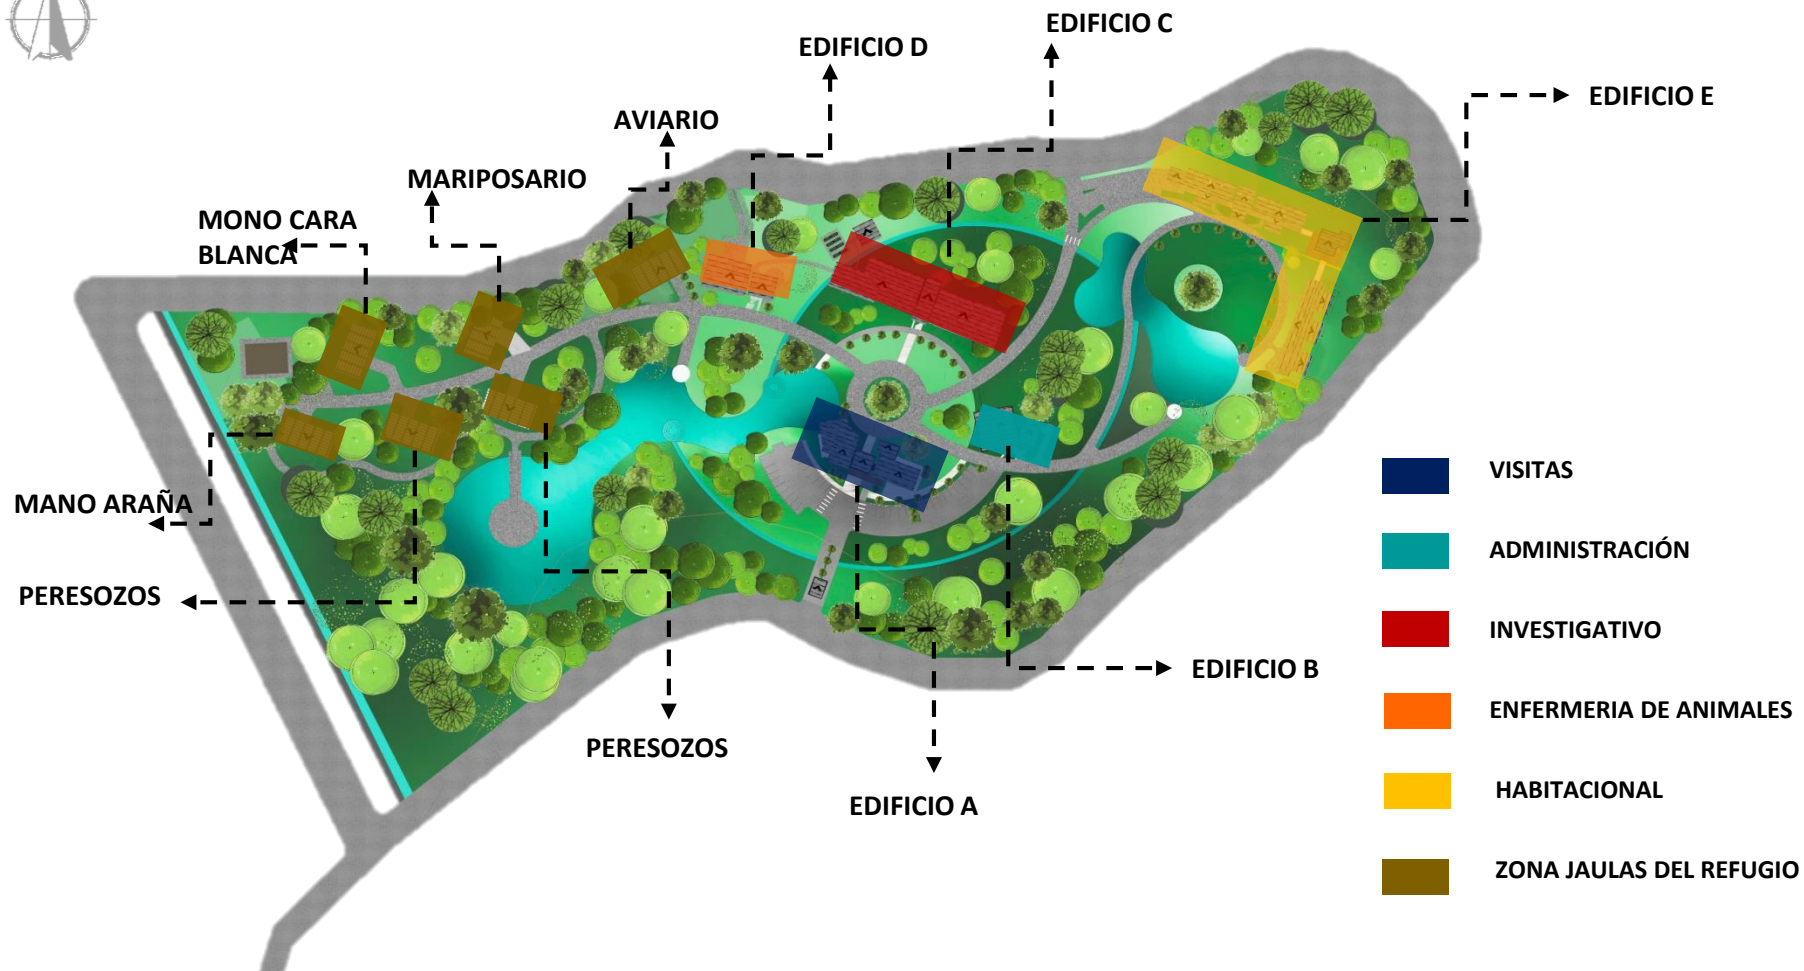 EDIFICIO C
EDIFICIO D
EDIFICIO E
AVIARIO
MARIPOSARIO
MONO CARA
BLANCA
MANO ARAÑA
PERESOZOS
PERESOZOS
EDIFICIO A
EDIFICIO B
VISITAS
ADMINISTRACIÓN
INVESTIGATIVO
ENFERMERIA DE ANIMALES
HABITACIONAL
ZONA JAULAS DEL REFUGIO